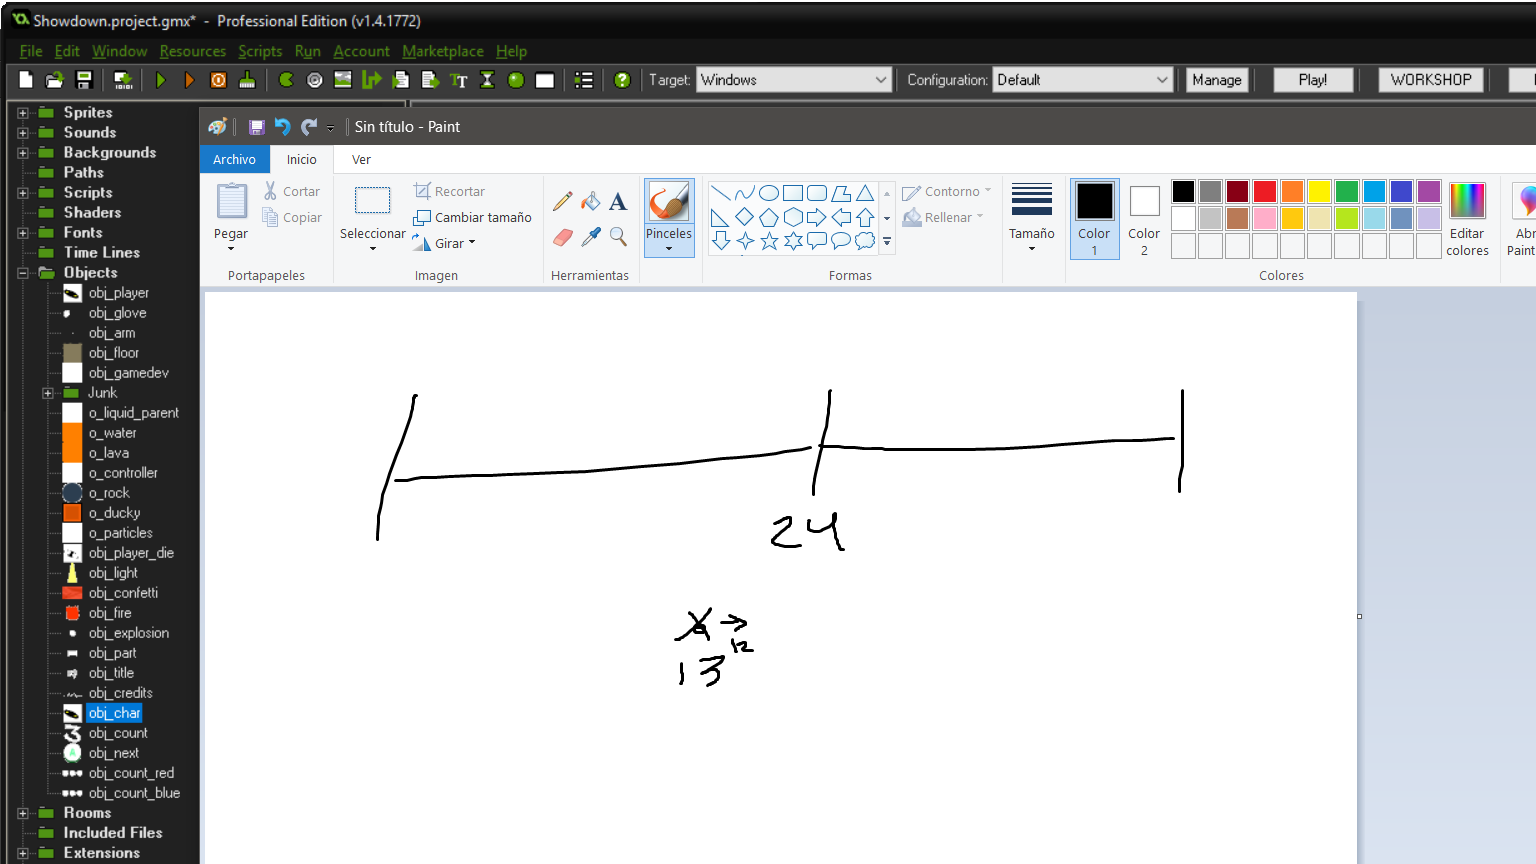 Showdown.project.gmx* - Professional Edition (v1.4.1772)
File Edit Window Resources Scripts Run Account Marketplace Help
Target: Windows Configuration: Default Manage Play! WORKSHOP
Sprites
Sounds
Backgrounds
Paths
Scripts
Shaders
Fonts
Time Lines
Objects
obj_player
obj_glove
obj_arm
obj_floor
obj_gamedev
Junk
o_liquid_parent
o_water
o_lava
o_controller
o_rock
o_ducky
o_particles
obj_player_die
obj_light
obj_confetti
obj_fire
obj_explosion
obj_part
obj_title
obj_credits
obj_char
obj_count
obj_next
obj_count_red
obj_count_blue
Rooms
Included Files
Extensions
Sin título - Paint
Archivo Inicio Ver
Pegar
Cortar
Copiar
Portapapeles
Seleccionar
Recortar
Cambiar tamaño
Girar
Imagen
Herramientas
Pinceles
Contorno
Rellenar
Formas
Tamaño
Color 1
Color 2
Editar colores
Colores
Abr
Paint
24
12
13